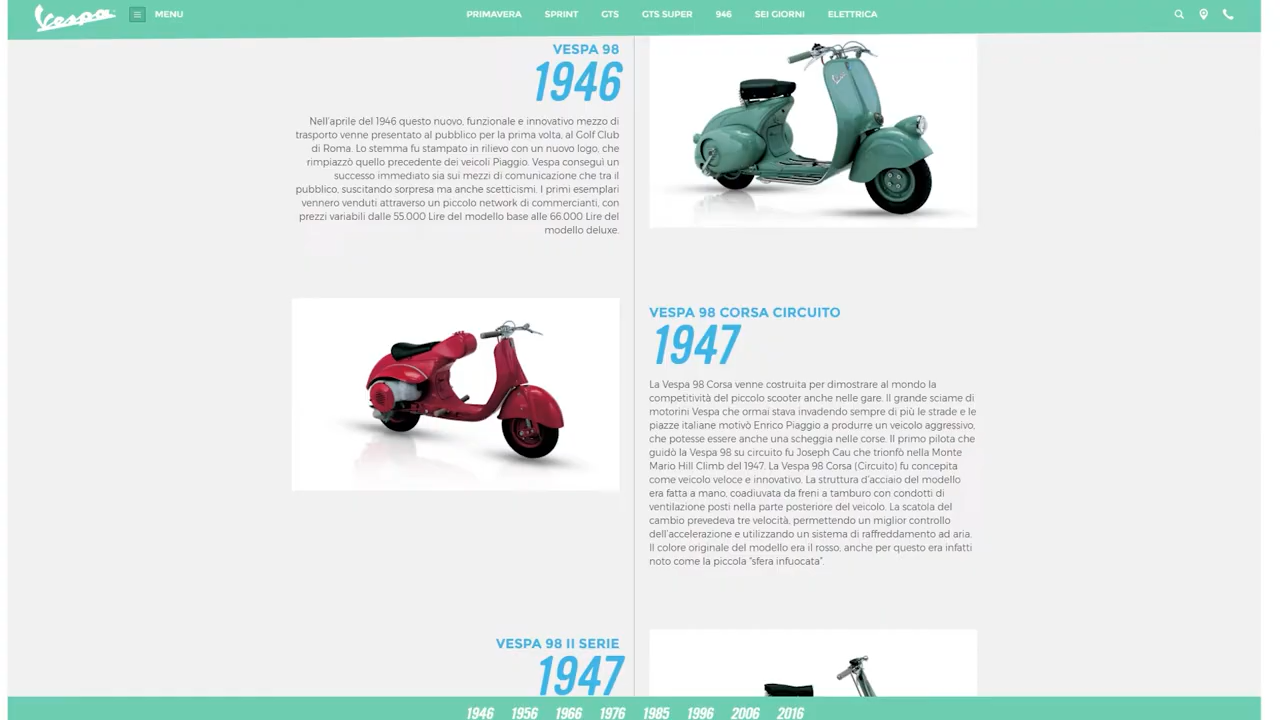 Vespa
MENU
PRIMAVERA
SPRINT
GTS
GTS SUPER
946
SEI GIORNI
ELETTRICA
VESPA 98
1946
Nell'aprile del 1946 questo nuovo, funzionale e innovativo mezzo di
trasporto venne presentato al pubblico per la prima volta, al Golf Club
di Roma. Lo stemma fu stampato in rilievo con un nuovo logo, che
rimpiazzò quello precedente dei veicoli Piaggio. Vespa conseguì un
successo immediato sia sui mezzi di comunicazione che tra il
pubblico, suscitando sorpresa ma anche scetticismi. I primi esemplari
vennero venduti attraverso un piccolo network di commercianti, con
prezzi variabili dalle 55.000 Lire del modello base alle 66.000 Lire del
modello deluxe.
VESPA 98 CORSA CIRCUITO
1947
La Vespa 98 Corsa venne costruita per dimostrare al mondo la
competitività del piccolo scooter anche nelle gare. Il grande sciame di
motorini Vespa che ormai stava invadendo sempre di più le strade e le
piazze italiane motivò Enrico Piaggio a produrre un veicolo aggressivo,
che potesse essere anche una scheggia nelle corse. Il primo pilota che
guidò la Vespa 98 su circuito fu Joseph Cau che trionfò nella Monte
Mario Hill Climb del 1947. La Vespa 98 Corsa (Circuito) fu concepita
come veicolo veloce e innovativo. La struttura d'acciaio del modello
era fatta a mano, coadiuvata da freni a tamburo con condotti di
ventilazione posti nella parte posteriore del veicolo. La scatola del
cambio prevedeva tre velocità, permettendo un miglior controllo
dell'accelerazione e utilizzando un sistema di raffreddamento ad aria.
Il colore originale del modello era il rosso, anche per questo era infatti
noto come la piccola "sfera infuocata".
VESPA 98 II SERIE
1947
1946 1956 1966 1976 1985 1996 2006 2016